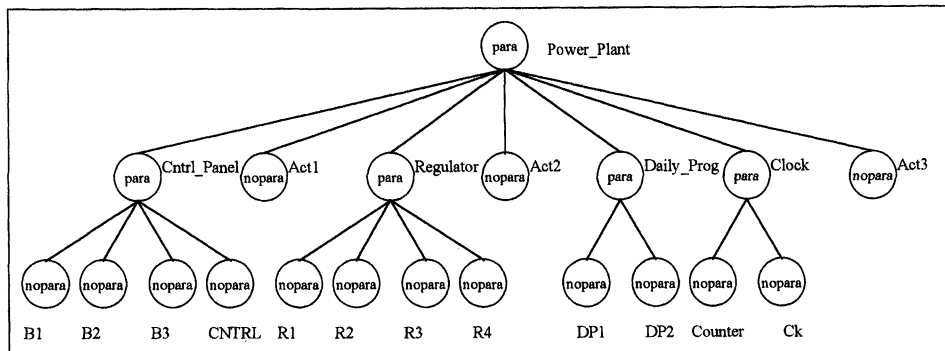 para Power_Plant
para Cntrl_Panel nopara Act1 para Regulator nopara Act2 para Daily_Prog para Clock nopara Act3
nopara nopara nopara nopara nopara nopara nopara nopara nopara nopara nopara nopara
B1 B2 B3 CNTRL R1 R2 R3 R4 DP1 DP2 Counter Ck